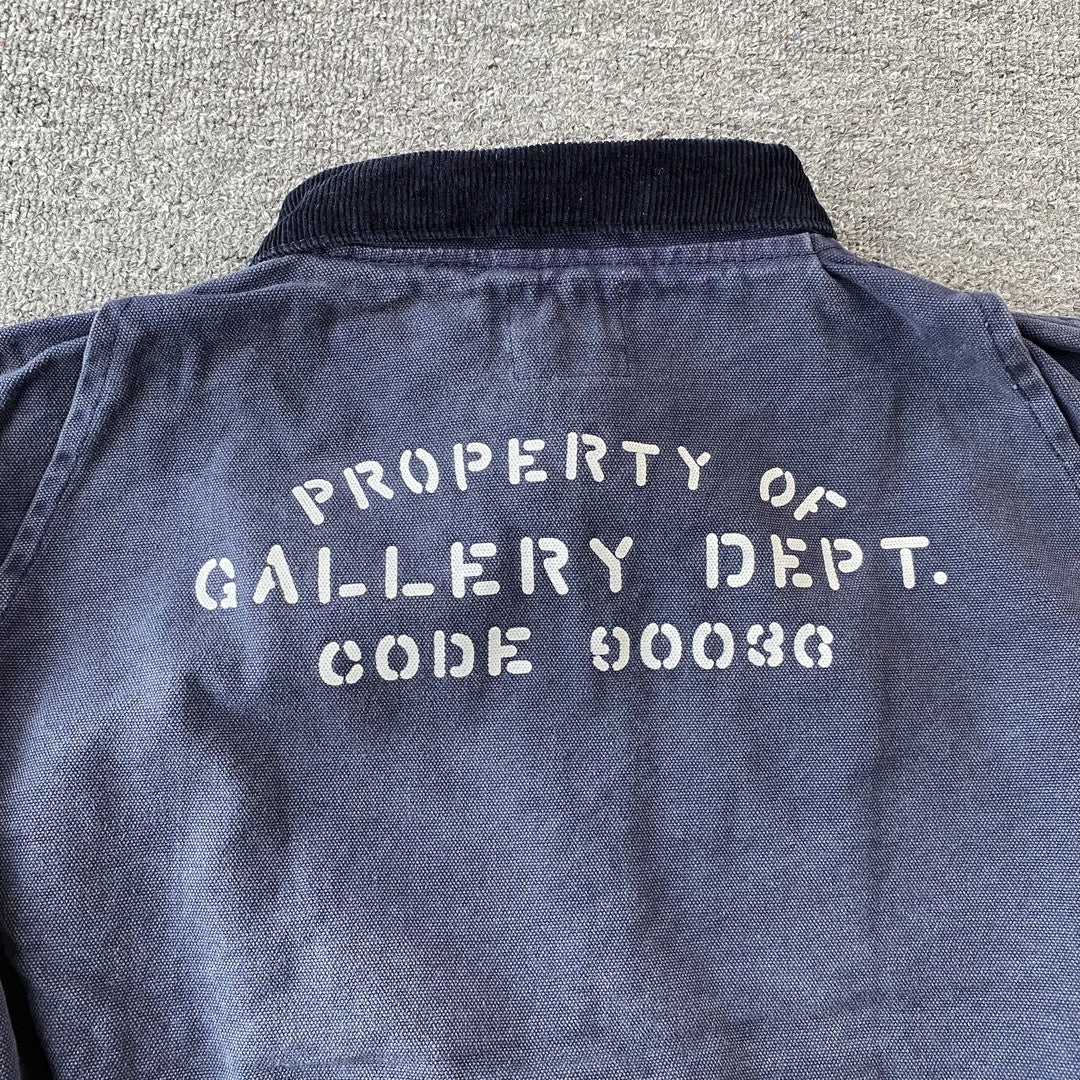 PROPERTY OF
GALLERY DEPT.
CODE 90036